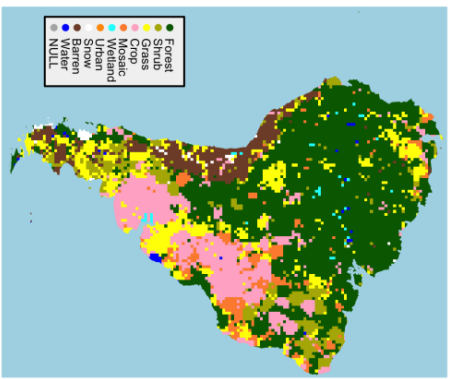 Forest
Shrub
Grass
Crop
Mosaic
Wetland
Urban
Snow
Barren
Water
NULL